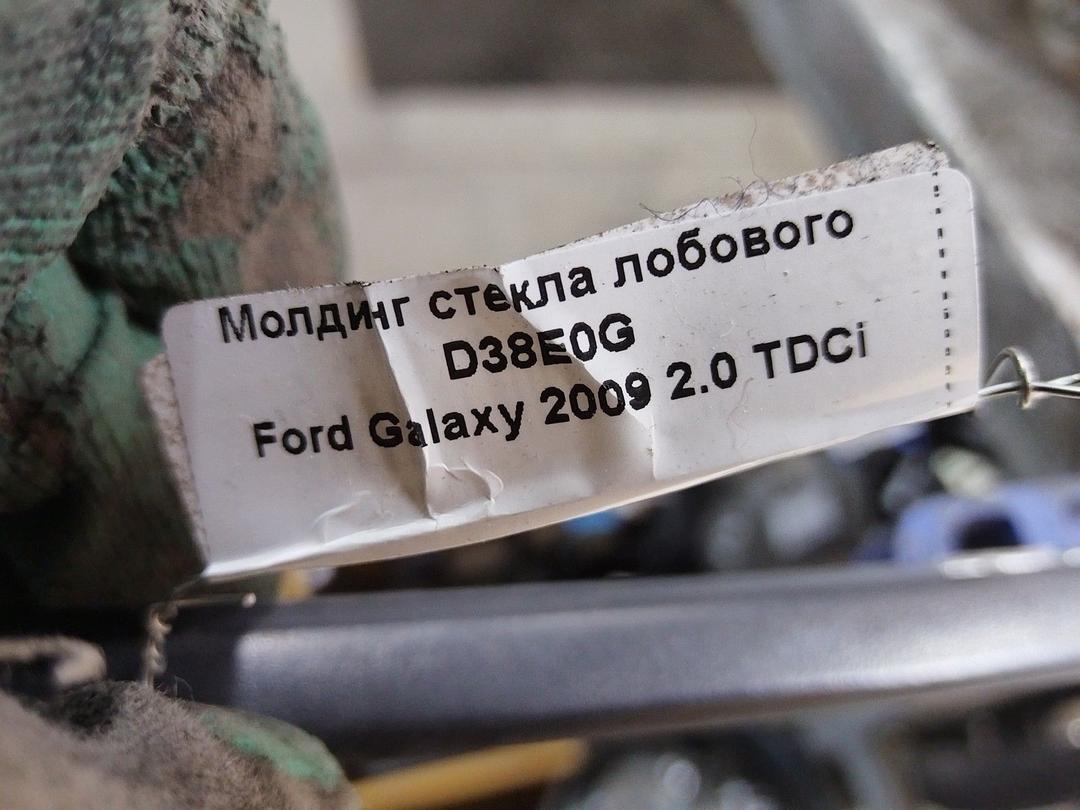 Молдинг стекла лобового
D38E0G
Ford Galaxy 2009 2.0 TDCi